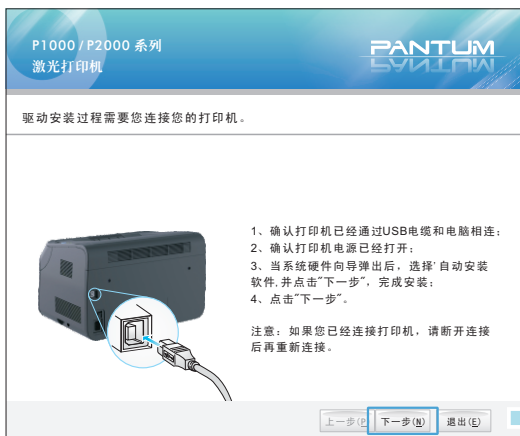 P1000/P2000 系列
激光打印机
PANTUM
驱动安装过程需要您连接您的打印机。
1、确认打印机已经通过USB电缆和电脑相连;
2、确认打印机电源已经打开;
3、当系统硬件向导弹出后，选择'自动安装
软件,并点击"下一步"，完成安装;
4、点击"下一步"。
注意：如果您已经连接打印机，请断开连接
后再重新连接。
上一步(P 下一步(N) 退出(E)